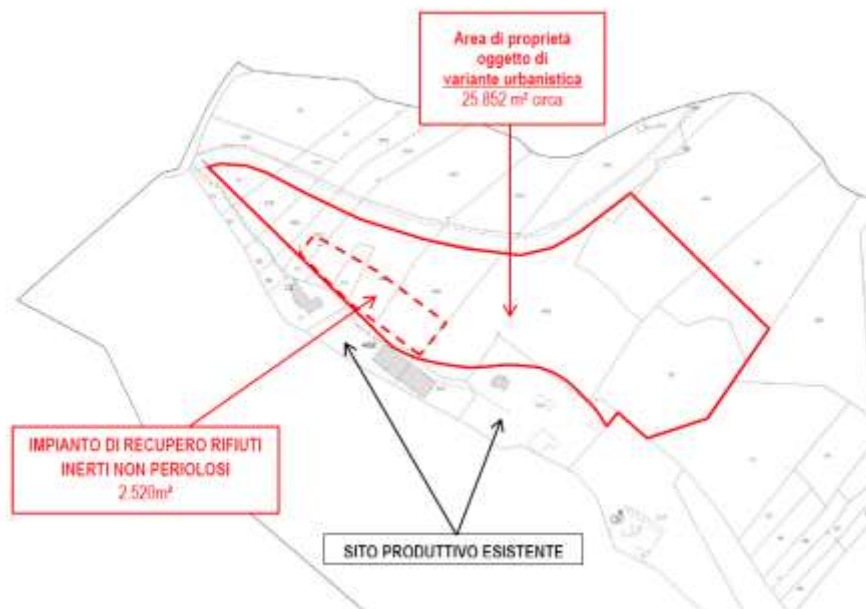 Area di proprietà
oggetto di
variante urbanistica
25.852 m² circa
IMPIANTO DI RECUPERO RIFIUTI
INERTI NON PERIOLOSI
2.520m²
SITO PRODUTTIVO ESISTENTE